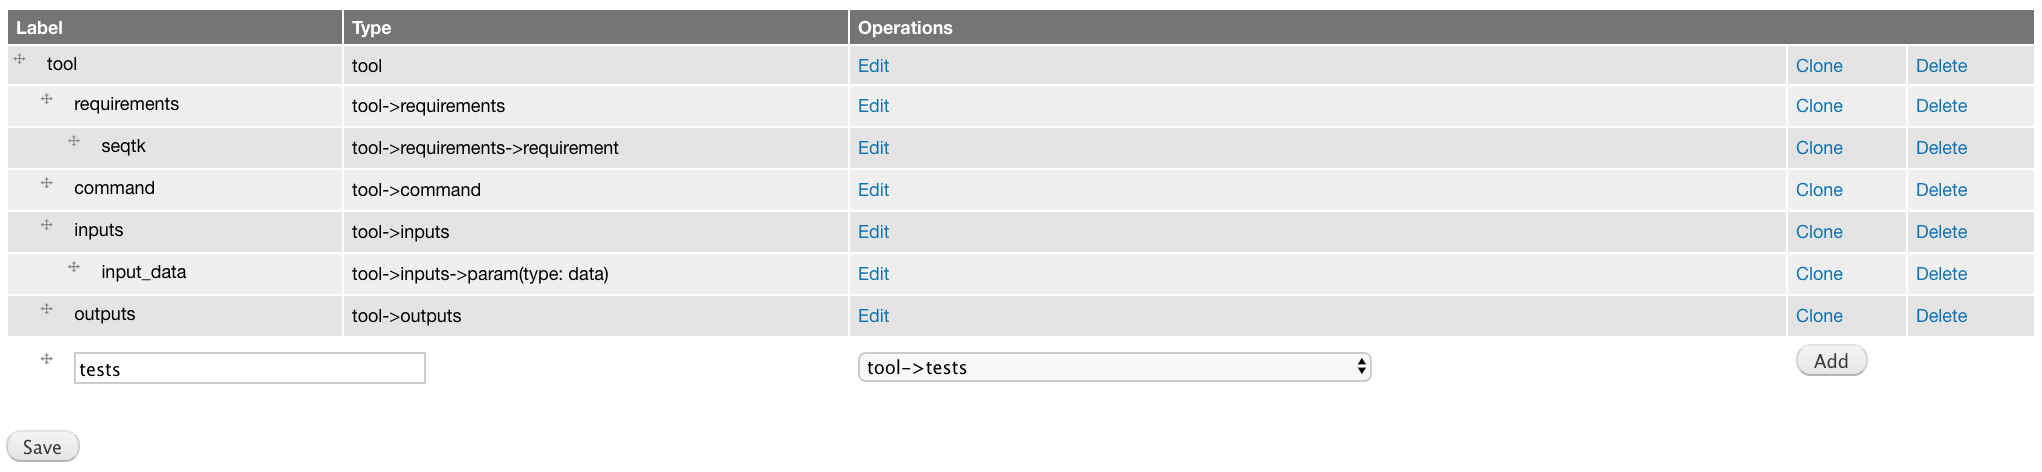 Label Type Operations
tool tool Edit Clone Delete
requirements tool->requirements Edit Clone Delete
seqtk tool->requirements->requirement Edit Clone Delete
command tool->command Edit Clone Delete
inputs tool->inputs Edit Clone Delete
input_data tool->inputs->param(type: data) Edit Clone Delete
outputs tool->outputs Edit Clone Delete
tests tool->tests Add
Save